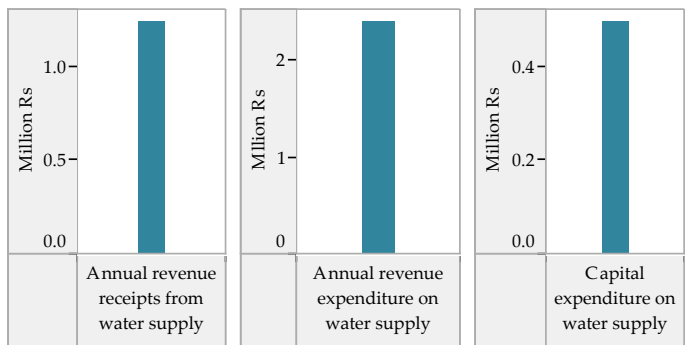 Million Rs
1.0
0.5
0.0
Annual revenue
receipts from
water supply
Mllion Rs
2
1
0
Annual revenue
expenditure on
water supply
Million Rs
0.4
0.2
0.0
Capital
expenditure on
water supply